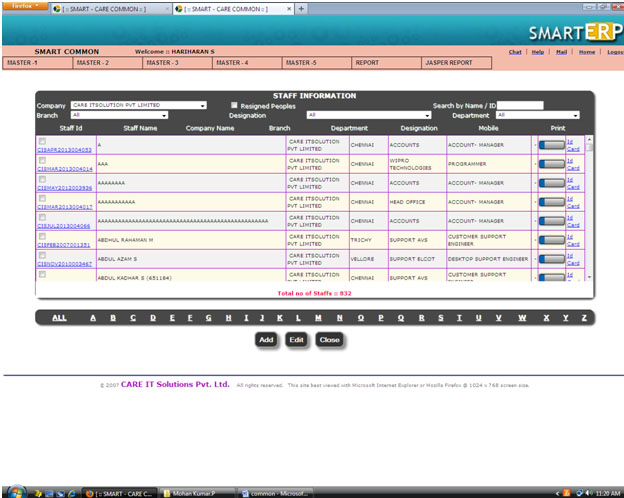 firefox
[ :: SMART - CARE COMMON :: ]
[ :: SMART - CARE COMMON :: ]
SMARTERP
SMART COMMON Welcome :: HARIHARAN S
Chat | Help | Mail | Home | Logou
MASTER -1 MASTER - 2 MASTER - 3 MASTER - 4 MASTER -5 REPORT JASPER REPORT
STAFF INFORMATION
Company CARE ITSOLUTION PVT LIMITED Resigned Peoples Search by Name / ID
Branch All Designation All Department All
Staff Id Staff Name Company Name Branch Department Designation Mobile Print
CISAPR2013004053 A CARE ITSOLUTION PVT LIMITED CHENNAI ACCOUNTS ACCOUNT- MANAGER - Id Card
CISMAR2013004014 AAA CARE ITSOLUTION PVT LIMITED CHENNAI WIPRO TECHNOLOGIES PROGRAMMER - Id Card
CISMAY2012003936 AAAAAAAA CARE ITSOLUTION PVT LIMITED CHENNAI ACCOUNTS ACCOUNT- MANAGER - Id Card
CISMAR2013004017 AAAAAAAAAAA CARE ITSOLUTION PVT LIMITED CHENNAI HEAD OFFICE ACCOUNT- MANAGER - Id Card
CISJUL2013004066 CARE ITSOLUTION PVT LIMITED CHENNAI ACCOUNTS ACCOUNT- MANAGER - Id Card
CISFEB2007001351 ABDHUL RAHAMAN M CARE ITSOLUTION PVT LIMITED TRICHY SUPPORT AVS CUSTOMER SUPPORT ENGINEER - Id Card
CISNOV2010003467 ABDUL AZAM S CARE ITSOLUTION PVT LIMITED VELLORE SUPPORT ELCOT DESKTOP SUPPORT ENGINEER - Id Card
ABDUL KADHAR S (651184) CARE ITSOLUTION PVT LIMITED CHENNAI SUPPORT AVS CUSTOMER SUPPORT ENGINEER - Id Card
Total no of Staffs :: 832
ALL A B C D E F G H I J K L M N O P Q R S T U V W X Y Z
Add Edit Close
© 2007 CARE IT Solutions Pvt. Ltd. All rights reserved. This site best viewed with Microsoft Internet Explorer or Mozilla Firefox @ 1024 x 768 screen size.
[ :: SMART - CARE C... Mohan Kumar.P common - Microsof... 11:20 AM